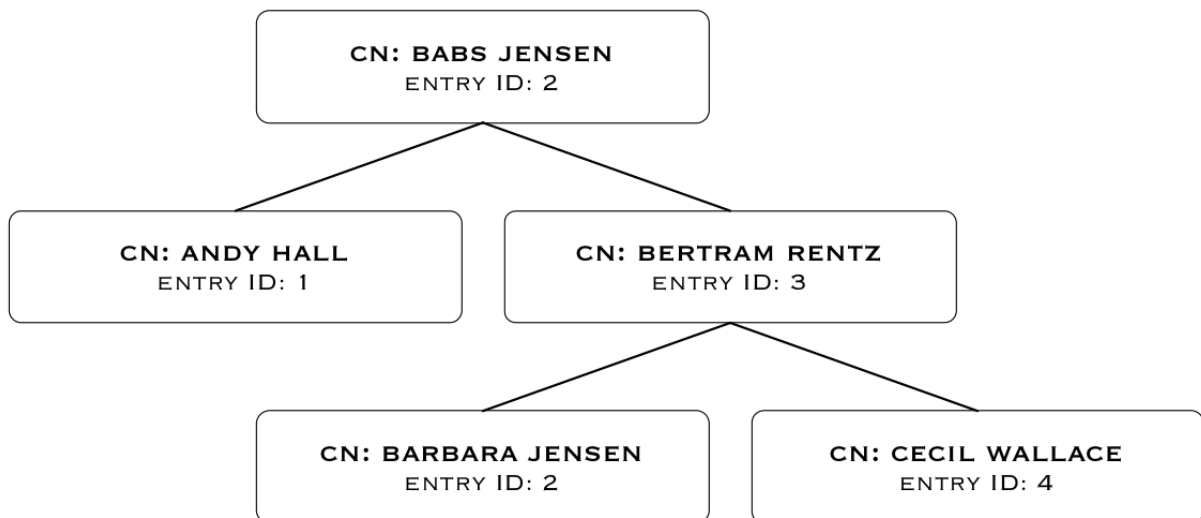 CN: BABS JENSEN
ENTRY ID: 2
CN: ANDY HALL
ENTRY ID: 1
CN: BERTRAM RENTZ
ENTRY ID: 3
CN: BARBARA JENSEN
ENTRY ID: 2
CN: CECIL WALLACE
ENTRY ID: 4